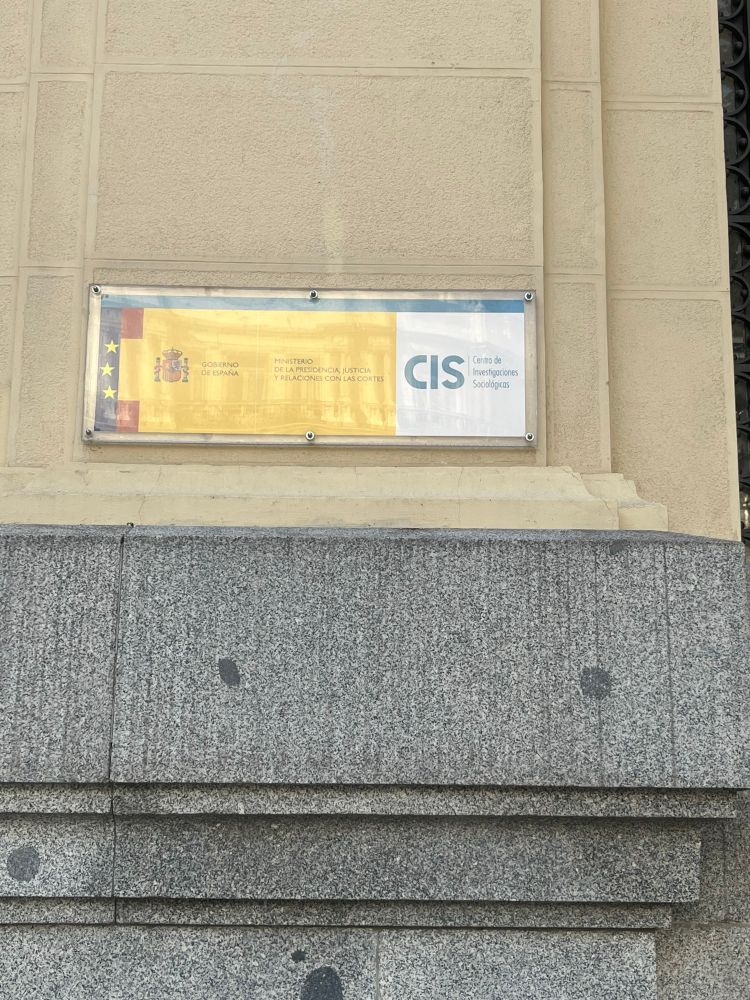 GOBIERNO
DE ESPAÑA
MINISTERIO
DE LA PRESIDENCIA, JUSTICIA
Y RELACIONES CON LAS CORTES
CIS
Centro de
Investigaciones
Sociológicas